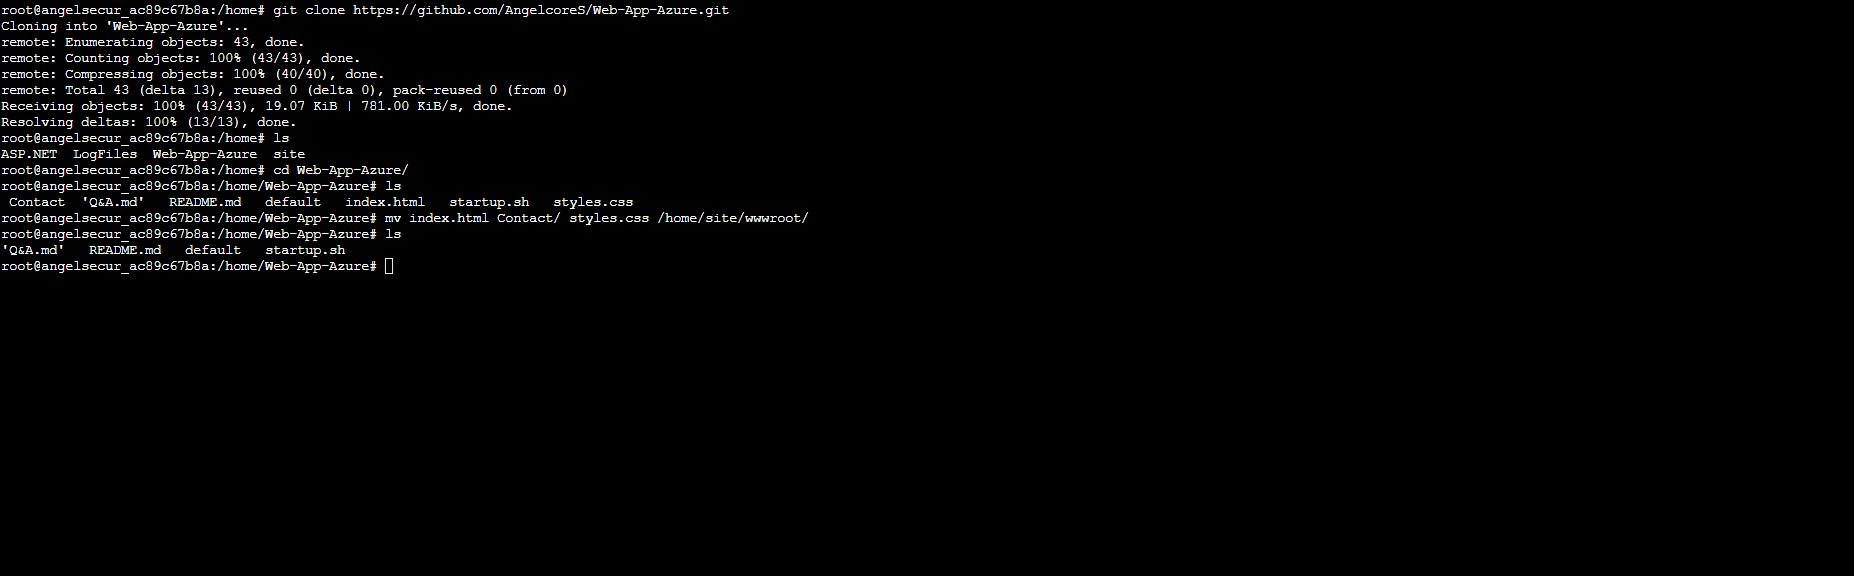 root@angelsecur_ac89c67b8a:/home# git clone https://github.com/AngelcoreS/Web-App-Azure.git
Cloning into 'Web-App-Azure'...
remote: Enumerating objects: 43, done.
remote: Counting objects: 100% (43/43), done.
remote: Compressing objects: 100% (40/40), done.
remote: Total 43 (delta 13), reused 0 (delta 0), pack-reused 0 (from 0)
Receiving objects: 100% (43/43), 19.07 KiB | 781.00 KiB/s, done.
Resolving deltas: 100% (13/13), done.
root@angelsecur_ac89c67b8a:/home# ls
ASP.NET  LogFiles  Web-App-Azure  site
root@angelsecur_ac89c67b8a:/home# cd Web-App-Azure/
root@angelsecur_ac89c67b8a:/home/Web-App-Azure# ls
 Contact  'Q&A.md'   README.md   default   index.html   startup.sh   styles.css
root@angelsecur_ac89c67b8a:/home/Web-App-Azure# mv index.html Contact/ styles.css /home/site/wwwroot/
root@angelsecur_ac89c67b8a:/home/Web-App-Azure# ls
'Q&A.md'   README.md   default   startup.sh
root@angelsecur_ac89c67b8a:/home/Web-App-Azure#